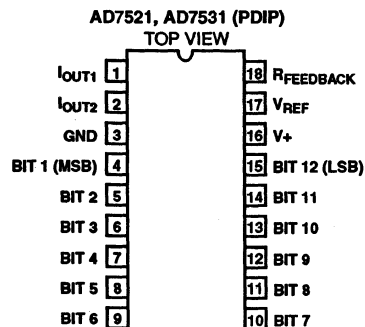 AD7521, AD7531 (PDIP)
TOP VIEW
IOUT1 1 18 RFEEDBACK
IOUT2 2 17 VREF
GND 3 16 V+
BIT 1 (MSB) 4 15 BIT 12 (LSB)
BIT 2 5 14 BIT 11
BIT 3 6 13 BIT 10
BIT 4 7 12 BIT 9
BIT 5 8 11 BIT 8
BIT 6 9 10 BIT 7